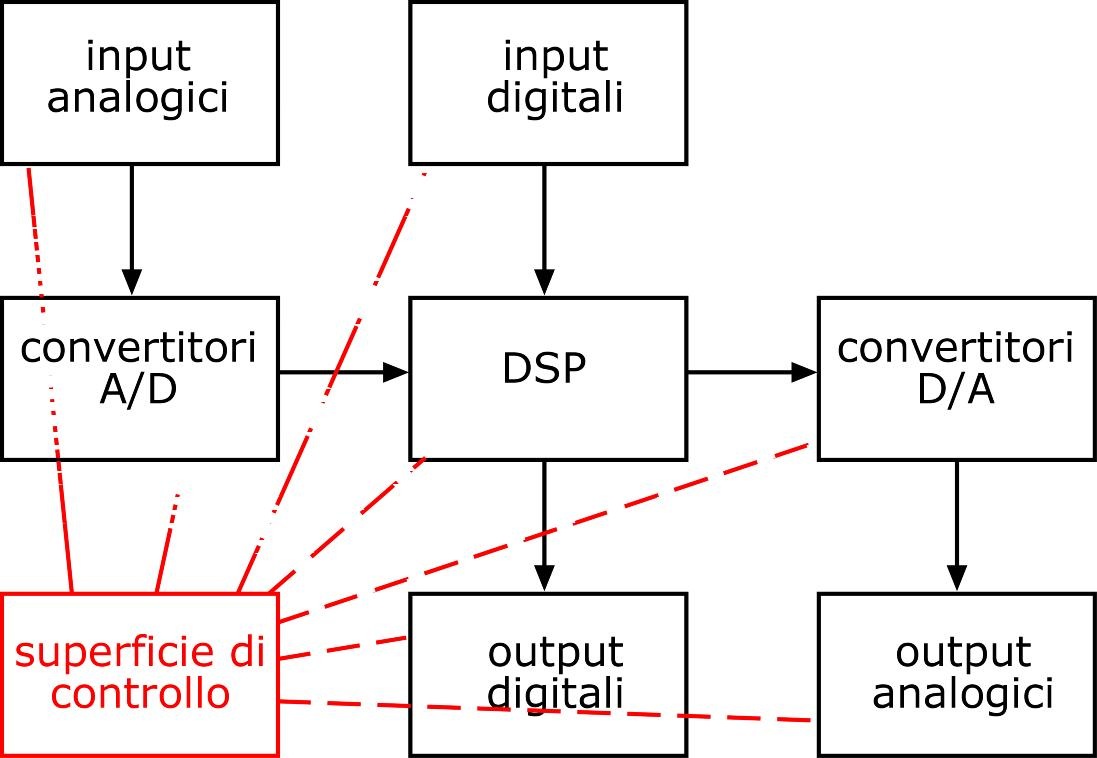 input
analogici
input
digitali
convertitori
A/D
DSP
convertitori
D/A
superficie di
controllo
output
digitali
output
analogici